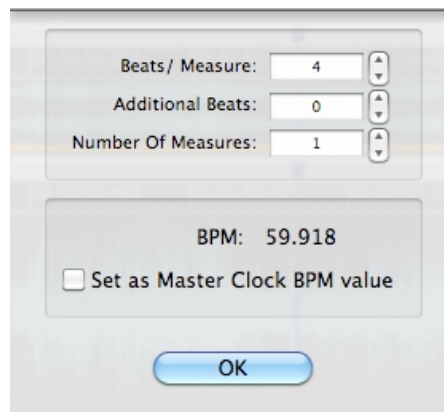 Beats/ Measure: 4
Additional Beats: 0
Number Of Measures: 1
BPM: 59.918
Set as Master Clock BPM value
OK